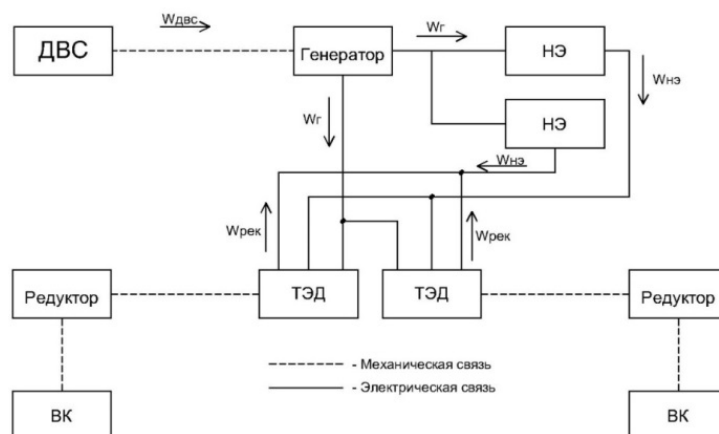 Wдвс
ДВС
Генератор
Wг
НЭ
Wнэ
Wг
НЭ
Wнэ
Wрек
Wрек
Редуктор
ТЭД
ТЭД
Редуктор
- Механическая связь
- Электрическая связь
ВК
ВК